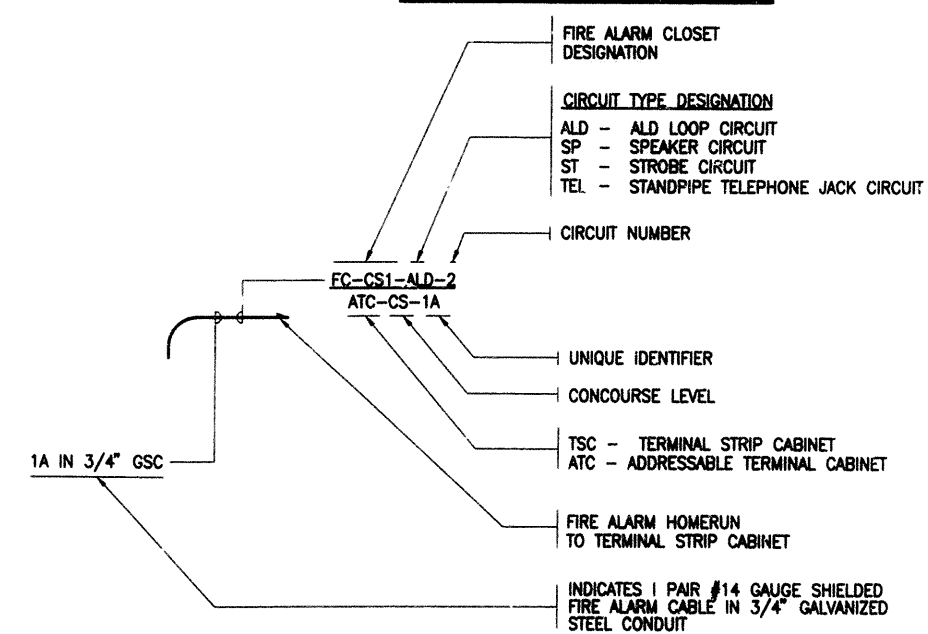 FIRE ALARM CLOSET
DESIGNATION
CIRCUIT TYPE DESIGNATION
ALD - ALD LOOP CIRCUIT
SP - SPEAKER CIRCUIT
ST - STROBE CIRCUIT
TEL - STANDPIPE TELEPHONE JACK CIRCUIT
CIRCUIT NUMBER
FC-CS1-ALD-2
ATC-CS-1A
UNIQUE IDENTIFIER
CONCOURSE LEVEL
TSC - TERMINAL STRIP CABINET
ATC - ADDRESSABLE TERMINAL CABINET
1A IN 3/4" GSC
FIRE ALARM HOMERUN
TO TERMINAL STRIP CABINET
INDICATES 1 PAIR #14 GAUGE SHIELDED
FIRE ALARM CABLE IN 3/4" GALVANIZED
STEEL CONDUIT